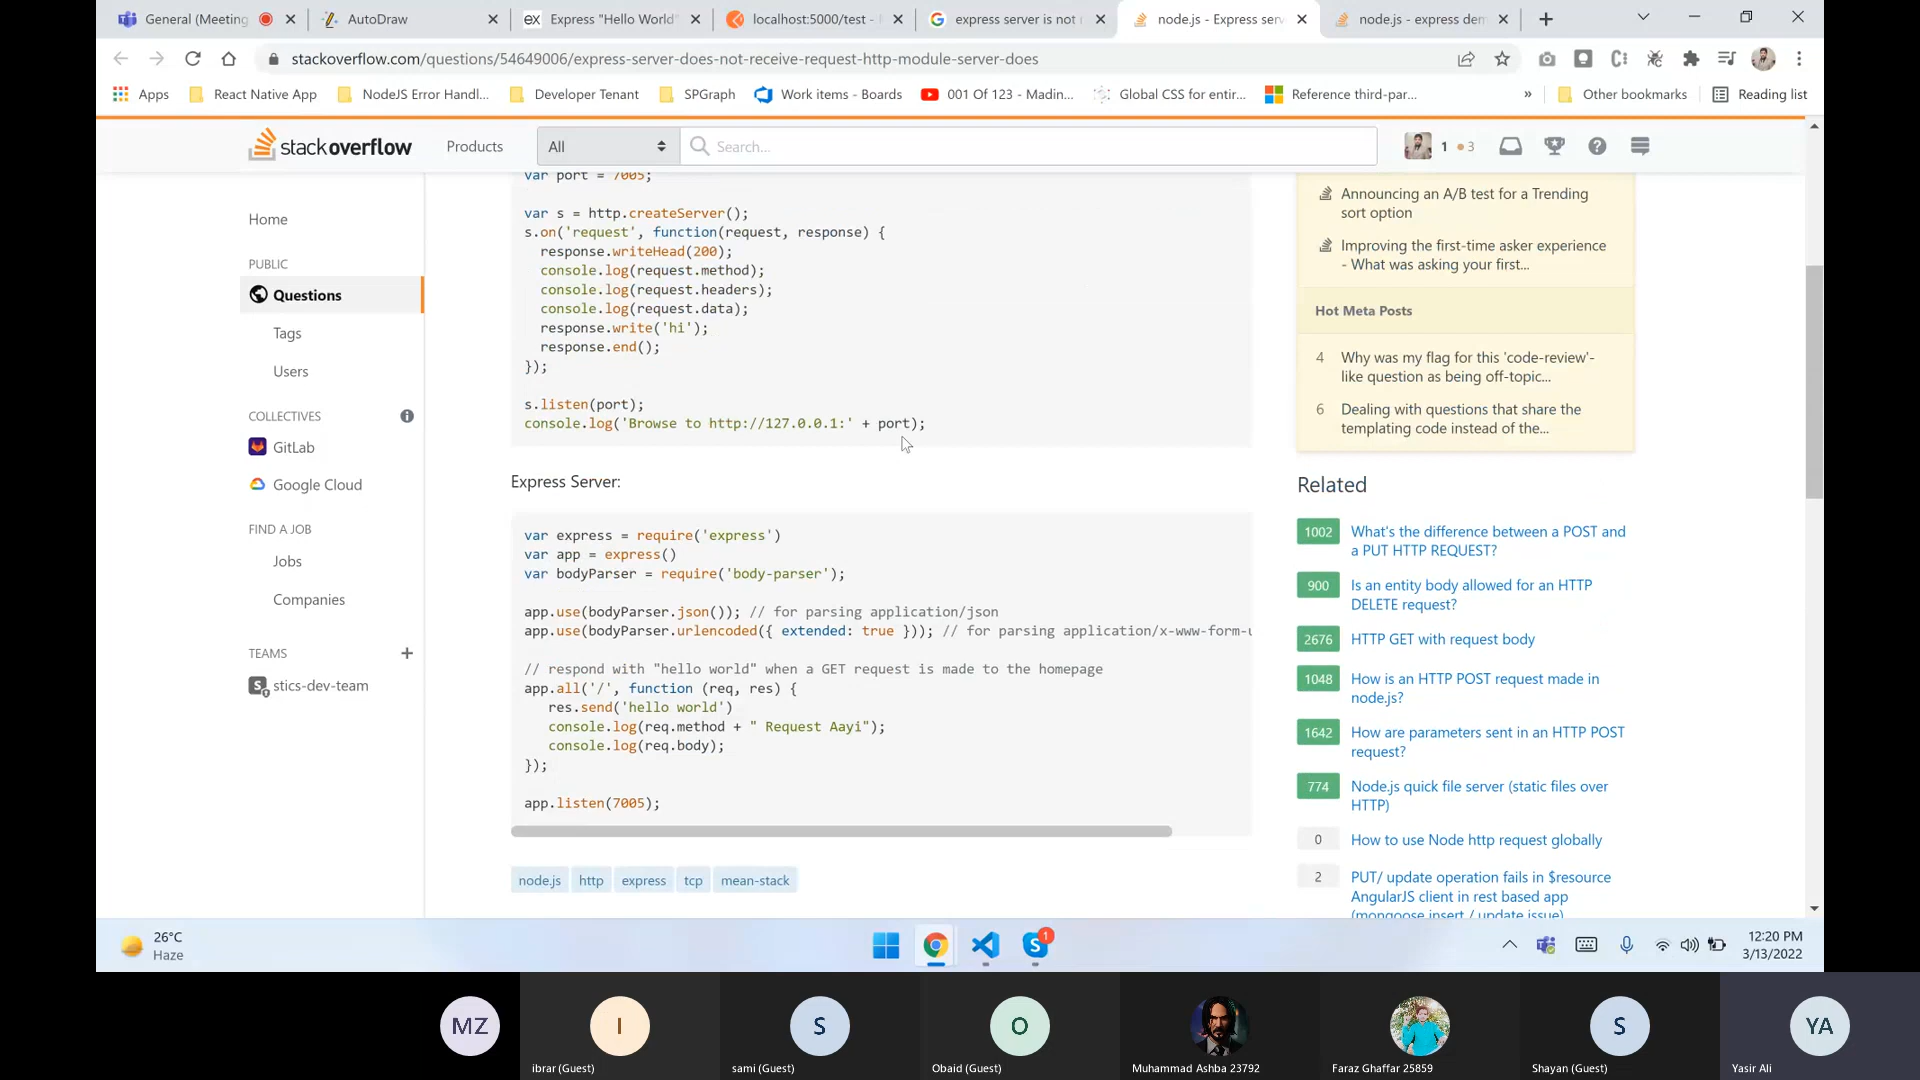 General (Meeting
AutoDraw
Express "Hello World"
localhost:5000/test -
express server is not
node.js - Express serv
node.js - express den
stackoverflow.com/questions/54649006/express-server-does-not-receive-request-http-module-server-does
Apps
React Native App
NodeJS Error Handl...
Developer Tenant
SPGraph
Work items - Boards
001 Of 123 - Madin...
Global CSS for entir...
Reference third-par...
»
Other bookmarks
Reading list
stackoverflow
Products
All
Search...
1 • 3
Home
PUBLIC
Questions
Tags
Users
COLLECTIVES
GitLab
Google Cloud
FIND A JOB
Jobs
Companies
TEAMS
stics-dev-team
var port = 7005;
var s = http.createServer();
s.on('request', function(request, response) {
response.writeHead(200);
console.log(request.method);
console.log(request.headers);
console.log(request.data);
response.write('hi');
response.end();
});
s.listen(port);
console.log('Browse to http://127.0.0.1:' + port);
Express Server:
var express = require('express')
var app = express()
var bodyParser = require('body-parser');
app.use(bodyParser.json()); // for parsing application/json
app.use(bodyParser.urlencoded({ extended: true })); // for parsing application/x-www-form-u
// respond with "hello world" when a GET request is made to the homepage
app.all('/', function (req, res) {
res.send('hello world')
console.log(req.method + " Request Aayi");
console.log(req.body);
});
app.listen(7005);
node.js
http
express
tcp
mean-stack
Announcing an A/B test for a Trending
sort option
Improving the first-time asker experience
- What was asking your first...
Hot Meta Posts
4 Why was my flag for this 'code-review'-
like question as being off-topic...
6 Dealing with questions that share the
templating code instead of the...
Related
1002 What's the difference between a POST and
a PUT HTTP REQUEST?
900 Is an entity body allowed for an HTTP
DELETE request?
2676 HTTP GET with request body
1048 How is an HTTP POST request made in
node.js?
1642 How are parameters sent in an HTTP POST
request?
774 Node.js quick file server (static files over
HTTP)
0 How to use Node http request globally
2 PUT/ update operation fails in $resource
AngularJS client in rest based app
(mongoose insert / update issue)
26°C
Haze
1
12:20 PM
3/13/2022
MZ
I
S
O
S
YA
ibrar (Guest)
sami (Guest)
Obaid (Guest)
Muhammad Ashba 23792
Faraz Ghaffar 25859
Shayan (Guest)
Yasir Ali